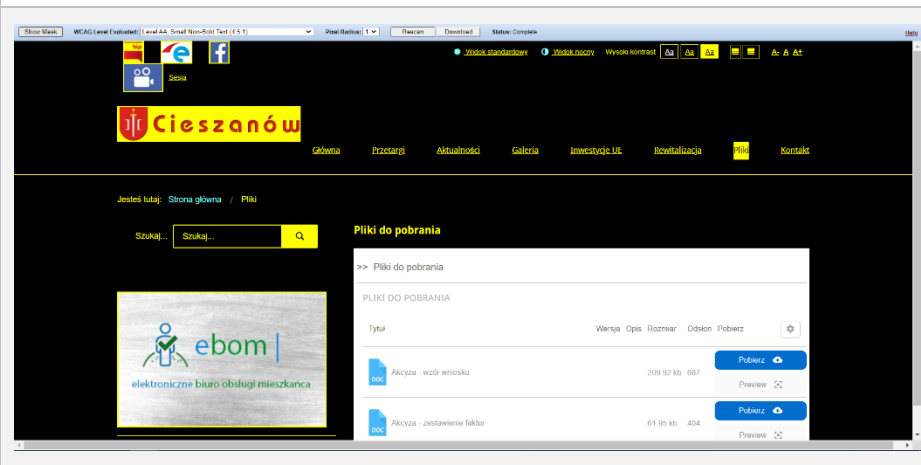 Show Mask WCAG Level Evaluated: Level AA, Small Non-Bold Text (4.5:1) Pixel Radius: 1 Rescan Download Status: Complete Help
bip
Widok standardowy Widok nocny Wysoki kontrast Aa Aa Aa A- A A+
Sesja
Cieszanów
Główna Przetargi Aktualności Galeria Inwestycje UE Rewitalizacja Pliki Kontakt
Jesteś tutaj: Strona główna / Pliki
Szukaj... Szukaj...
Pliki do pobrania
>> Pliki do pobrania
PLIKI DO POBRANIA
Tytuł Wersja Opis Rozmiar Odsłon Pobierz
DOC Akcyza - wzór wniosku 209.92 kb 687 Pobierz
Preview
DOC Akcyza - zestawienie faktur 61.95 kb 404 Pobierz
Preview
ebom
elektroniczne biuro obsługi mieszkańca